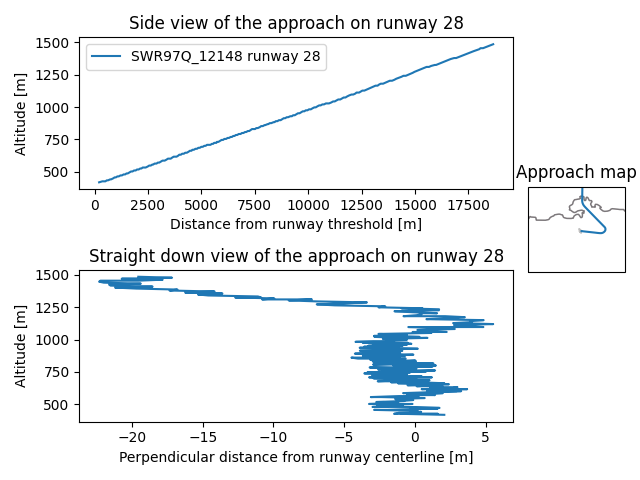 Side view of the approach on runway 28
SWR97Q_12148 runway 28
Altitude [m]
1500
1250
1000
750
500
0 2500 5000 7500 10000 12500 15000 17500
Distance from runway threshold [m]
Approach map
Straight down view of the approach on runway 28
Altitude [m]
1500
1250
1000
750
500
−20 −15 −10 −5 0 5
Perpendicular distance from runway centerline [m]